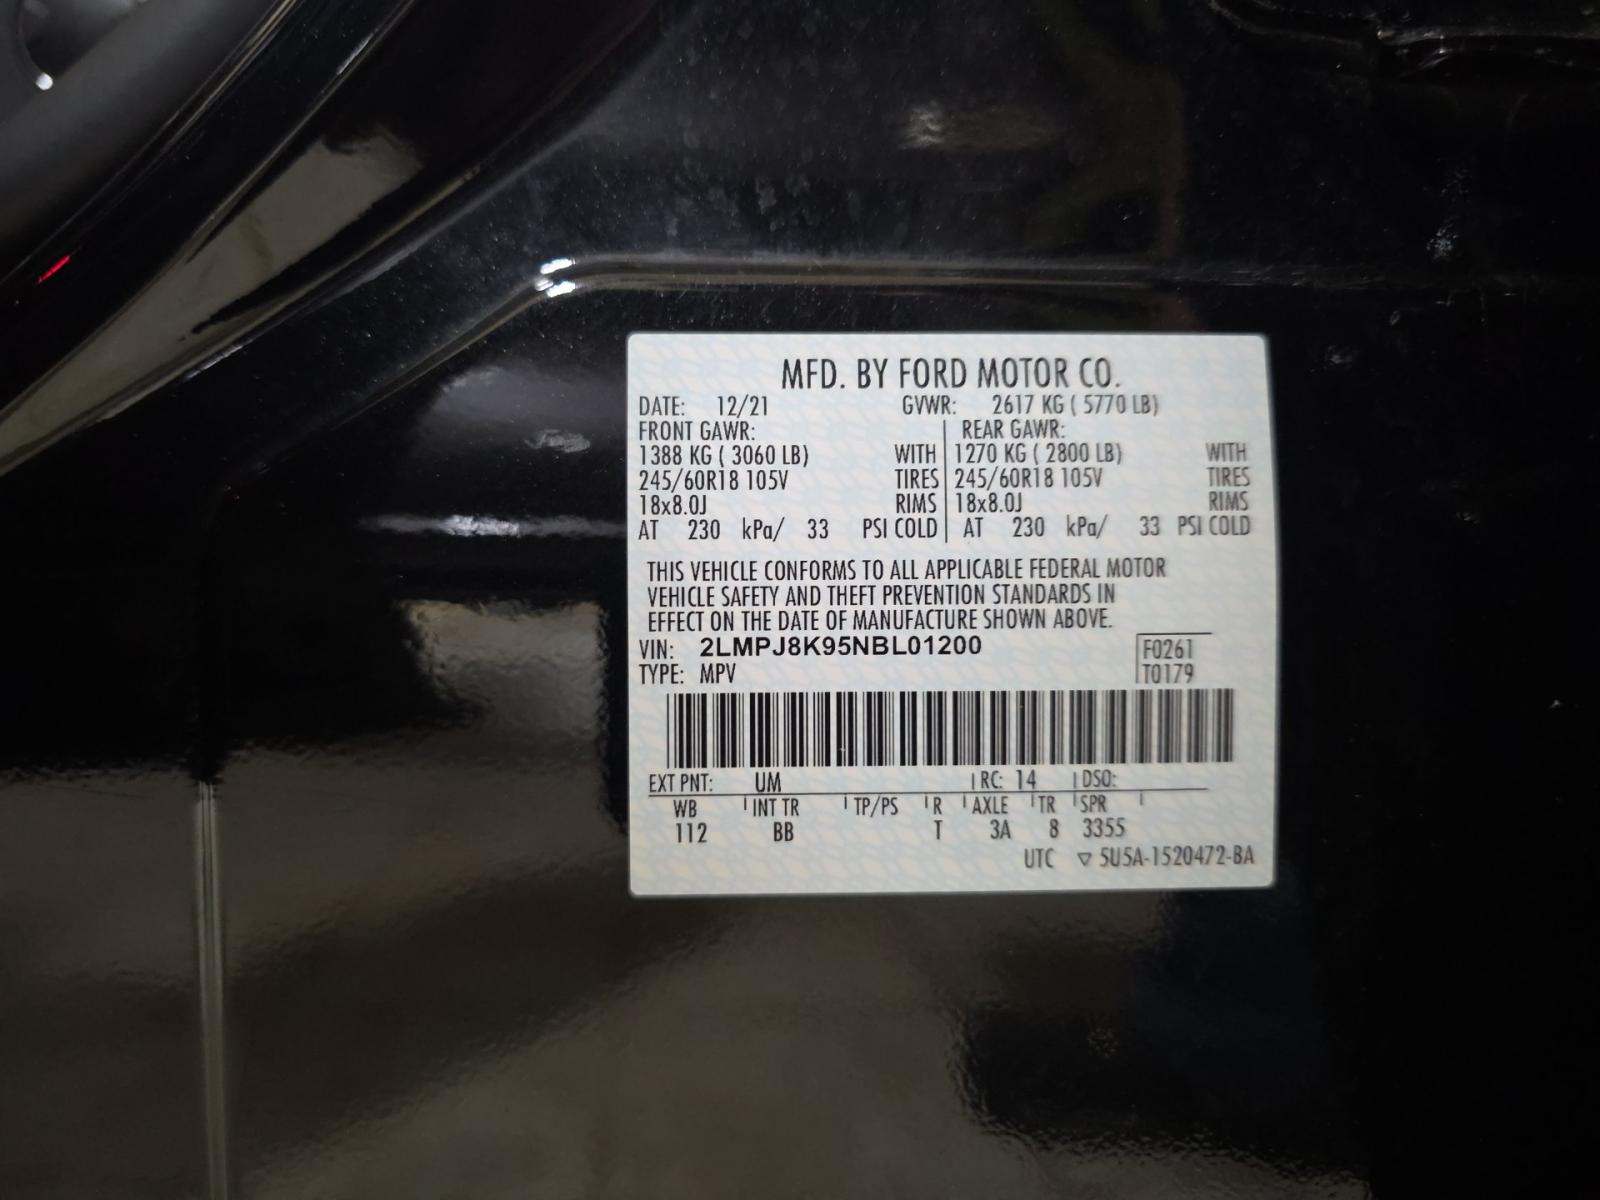 MFD. BY FORD MOTOR CO.
DATE: 12/21 GVWR: 2617 KG ( 5770 LB)
FRONT GAWR: REAR GAWR:
1388 KG ( 3060 LB) WITH 1270 KG ( 2800 LB) WITH
245/60R18 105V TIRES 245/60R18 105V TIRES
18x8.0J RIMS 18x8.0J RIMS
AT 230 kPa/ 33 PSI COLD AT 230 kPa/ 33 PSI COLD
THIS VEHICLE CONFORMS TO ALL APPLICABLE FEDERAL MOTOR
VEHICLE SAFETY AND THEFT PREVENTION STANDARDS IN
EFFECT ON THE DATE OF MANUFACTURE SHOWN ABOVE.
VIN: 2LMPJ8K95NBL01200 F0261
TYPE: MPV T0179
EXT PNT: UM RC: 14 DSO:
WB INT TR TP/PS R AXLE TR SPR
112 BB T 3A 8 3355
UTC ▽ 5U5A-1520472-BA